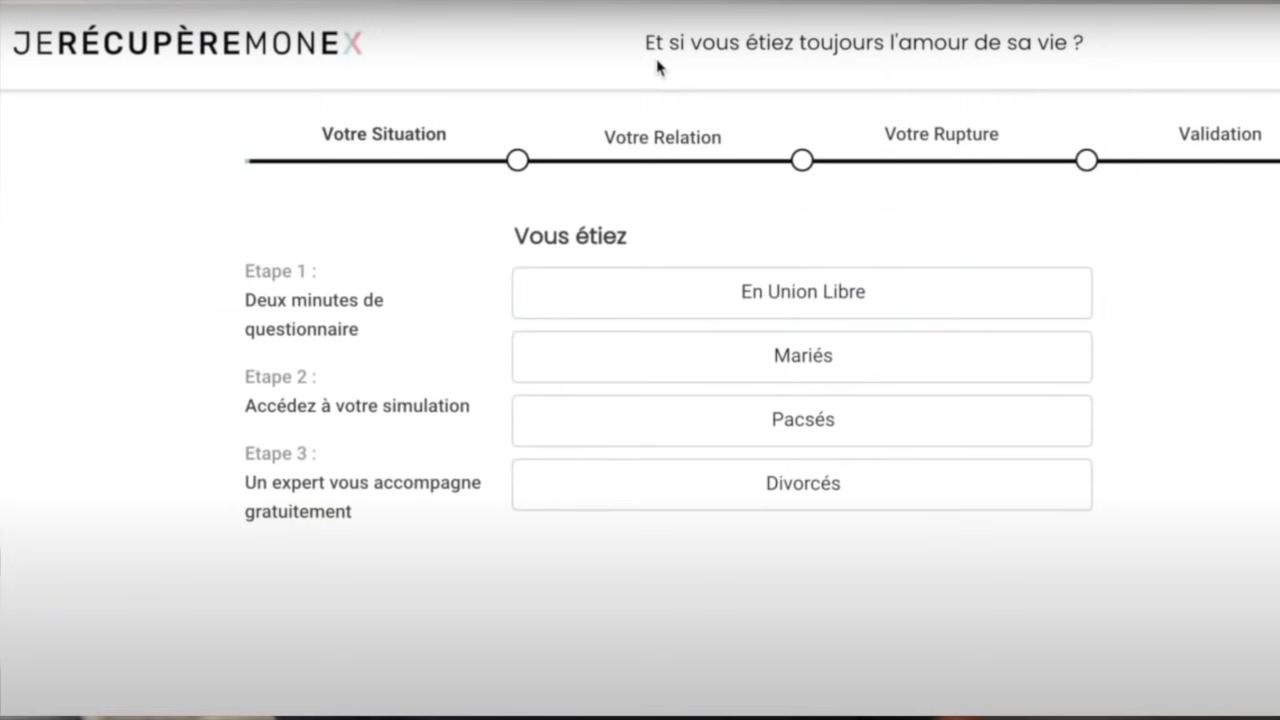 JERÉCUPÈREMONEX
Et si vous étiez toujours l'amour de sa vie ?
Votre Situation
Votre Relation
Votre Rupture
Validation
Vous étiez
Etape 1 :
Deux minutes de
questionnaire
Etape 2 :
Accédez à votre simulation
Etape 3 :
Un expert vous accompagne
gratuitement
En Union Libre
Mariés
Pacsés
Divorcés